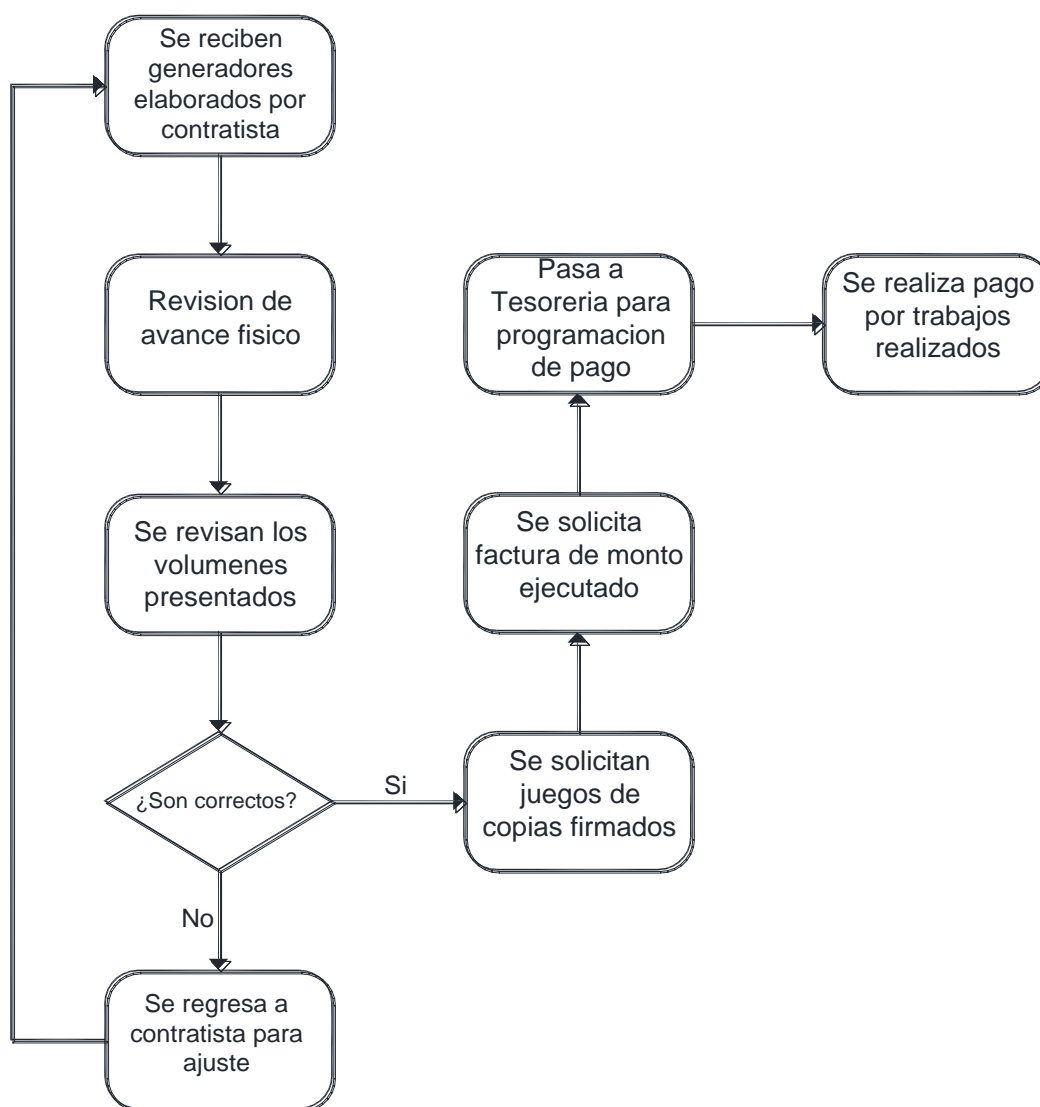 Se reciben
generadores
elaborados por
contratista
Revision de
avance fisico
Se revisan los
volumenes
presentados
¿Son correctos?
No
Se regresa a
contratista para
ajuste
Si
Se solicitan
juegos de
copias firmados
Se solicita
factura de monto
ejecutado
Pasa a
Tesoreria para
programacion
de pago
Se realiza pago
por trabajos
realizados